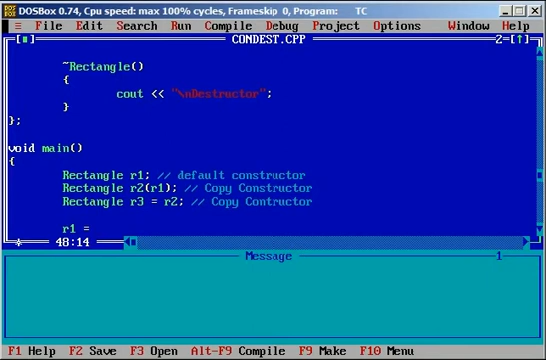 DOSBox 0.74, Cpu speed: max 100% cycles, Frameskip 0, Program: TC
≡ File Edit Search Run Compile Debug Project Options Window Help
CONDEST.CPP 2=[↑]
~Rectangle()
{
cout << "\nDestructor";
}
};
void main()
{
Rectangle r1; // default constructor
Rectangle r2(r1); // Copy Constructor
Rectangle r3 = r2; // Copy Contructor
r1 =
48:14
Message 1
F1 Help F2 Save F3 Open Alt-F9 Compile F9 Make F10 Menu